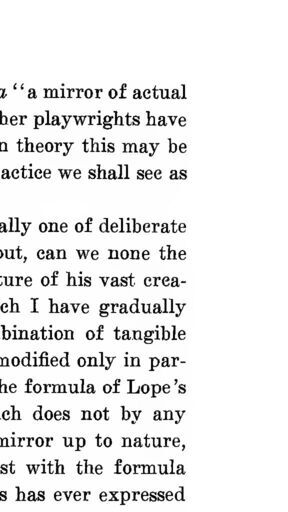 a “a mirror of actual
ber playwrights have
n theory this may be
actice we shall see as
ally one of deliberate
out, can we none the
ture of his vast crea-
ch I have gradually
bination of tangible
modified only in par-
he formula of Lope's
ch does not by any
mirror up to nature,
st with the formula
s has ever expressed